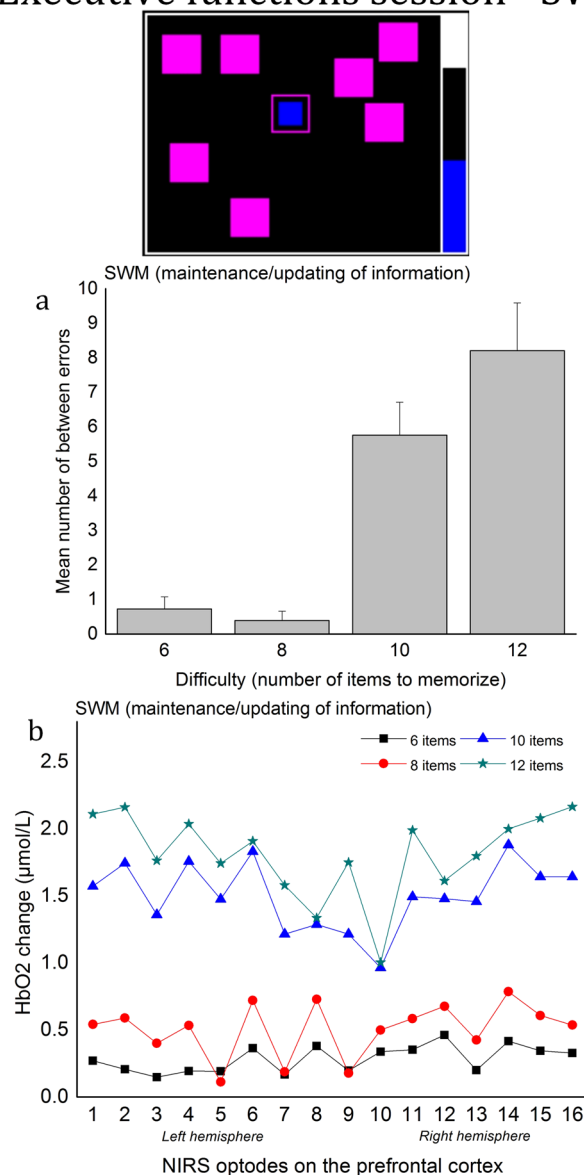 Executive functions session - SW
SWM (maintenance/updating of information)
a
10
9
8
7
6
5
4
3
2
1
0
Mean number of between errors
6 8 10 12
Difficulty (number of items to memorize)
SWM (maintenance/updating of information)
b
6 items 10 items
8 items 12 items
2.5
2.0
1.5
1.0
0.5
0.0
HbO2 change (µmol/L)
1 2 3 4 5 6 7 8 9 10 11 12 13 14 15 16
Left hemisphere Right hemisphere
NIRS optodes on the prefrontal cortex